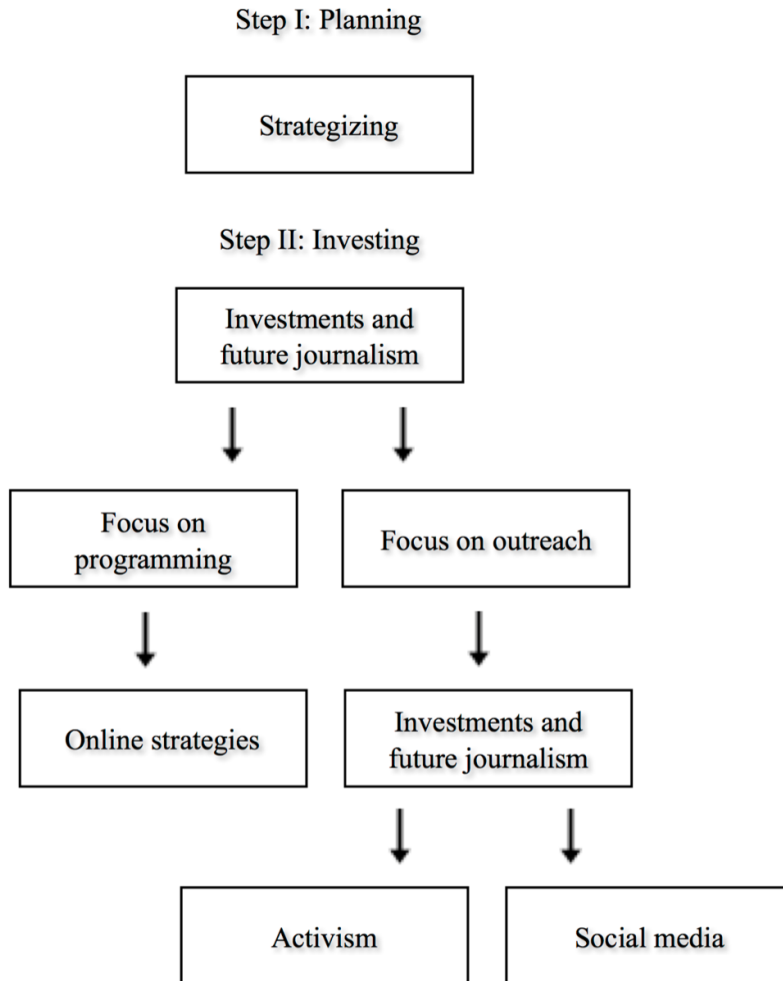 Step I: Planning
Strategizing
Step II: Investing
Investments and
future journalism
Focus on
programming
Focus on outreach
Online strategies
Investments and
future journalism
Activism
Social media